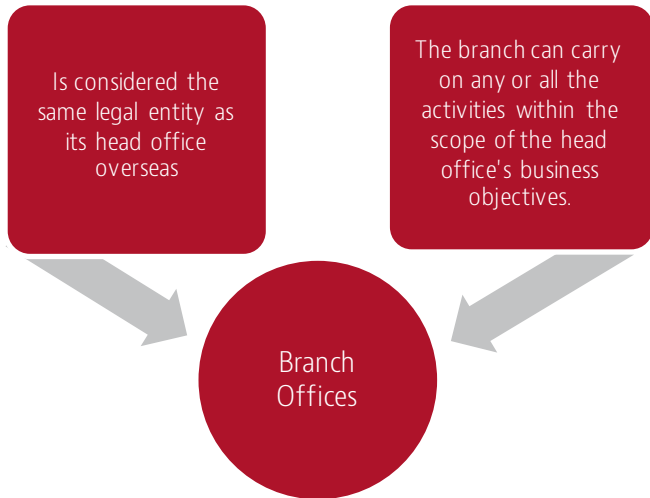 Is considered the
same legal entity as
its head office
overseas
The branch can carry
on any or all the
activities within the
scope of the head
office's business
objectives.
Branch
Offices